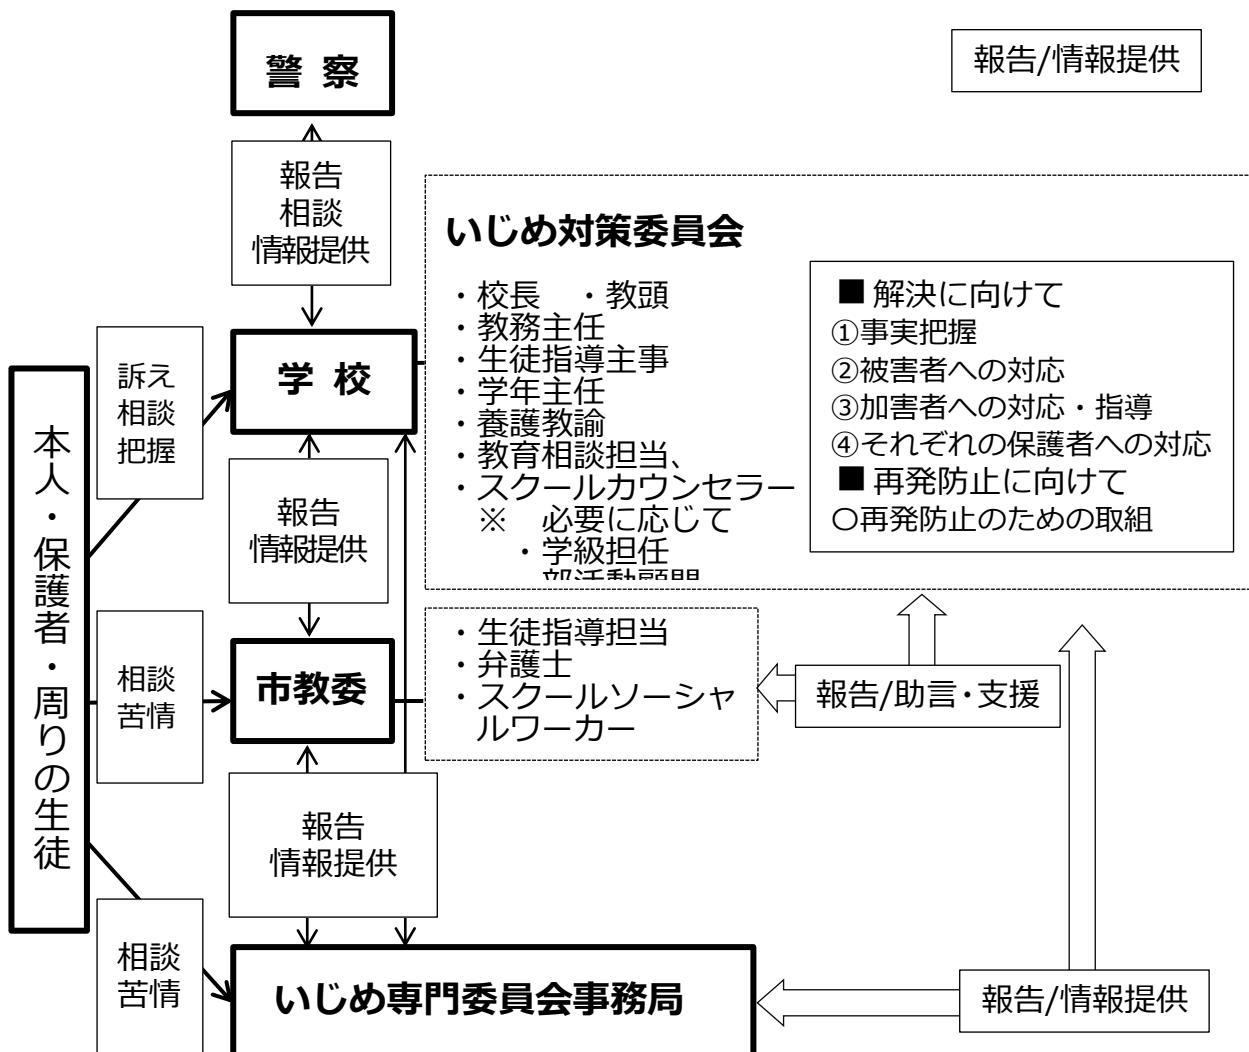 警 察
報告/情報提供
報告
相談
情報提供
いじめ対策委員会
・校長　・教頭
・教務主任
・生徒指導主事
・学年主任
・養護教諭
・教育相談担当、
・スクールカウンセラー
※　必要に応じて
・学級担任
部活動顧問
■ 解決に向けて
①事実把握
②被害者への対応
③加害者への対応・指導
④それぞれの保護者への対応
■ 再発防止に向けて
〇再発防止のための取組
学 校
訴え
相談
把握
本人・保護者・周りの生徒
報告
情報提供
・生徒指導担当
・弁護士
・スクールソーシャ
ルワーカー
市教委
相談
苦情
報告/助言・支援
報告
情報提供
相談
苦情
いじめ専門委員会事務局
報告/情報提供